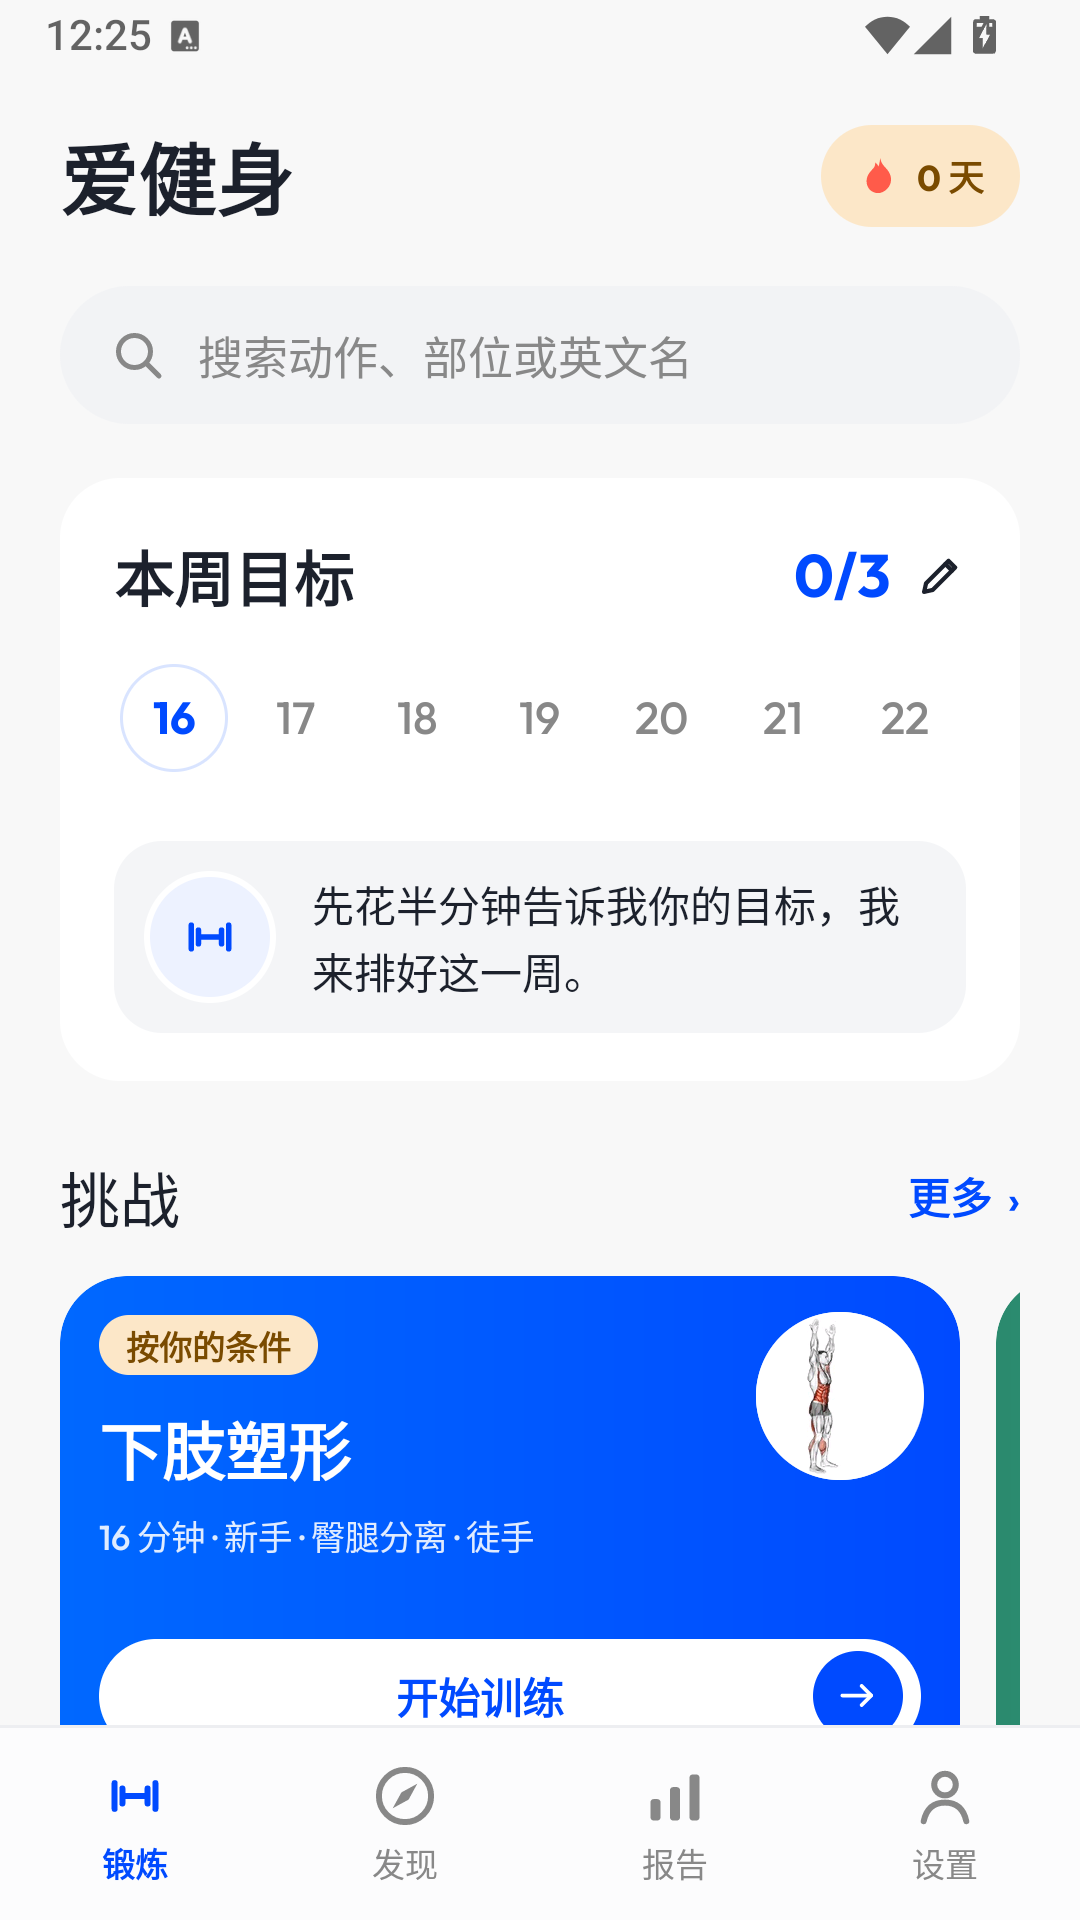 12:25
爱健身
0 天
搜索动作、部位或英文名
本周目标
0/3
16 17 18 19 20 21 22
先花半分钟告诉我你的目标，我
来排好这一周。
挑战
更多 ›
按你的条件
下肢塑形
16 分钟·新手·臀腿分离·徒手
开始训练
锻炼 发现 报告 设置